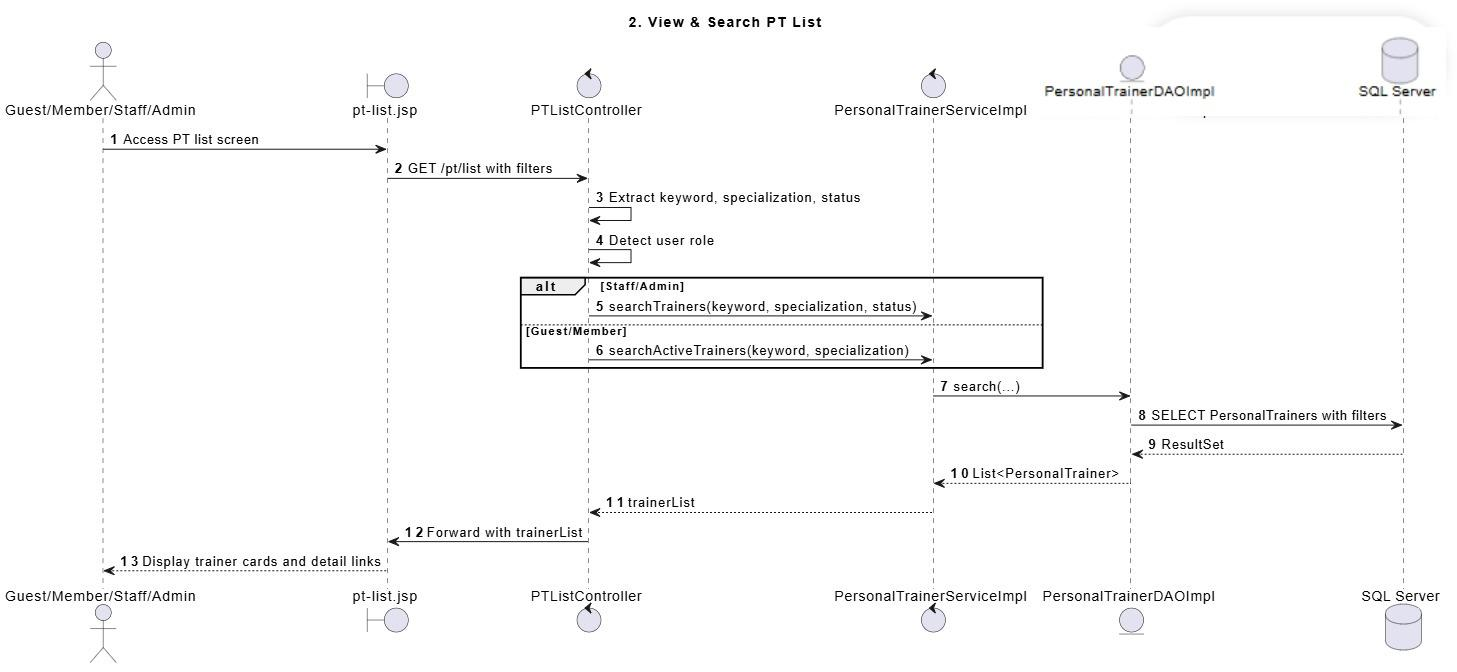 2. View & Search PT List
Guest/Member/Staff/Admin
pt-list.jsp
PTListController
PersonalTrainerServiceImpl
PersonalTrainerDAOImpl
SQL Server
1 Access PT list screen
2 GET /pt/list with filters
3 Extract keyword, specialization, status
4 Detect user role
alt [Staff/Admin]
5 searchTrainers(keyword, specialization, status)
[Guest/Member]
6 searchActiveTrainers(keyword, specialization)
7 search(...)
8 SELECT PersonalTrainers with filters
9 ResultSet
10 List<PersonalTrainer>
11 trainerList
12 Forward with trainerList
13 Display trainer cards and detail links
Guest/Member/Staff/Admin
pt-list.jsp
PTListController
PersonalTrainerServiceImpl
PersonalTrainerDAOImpl
SQL Server